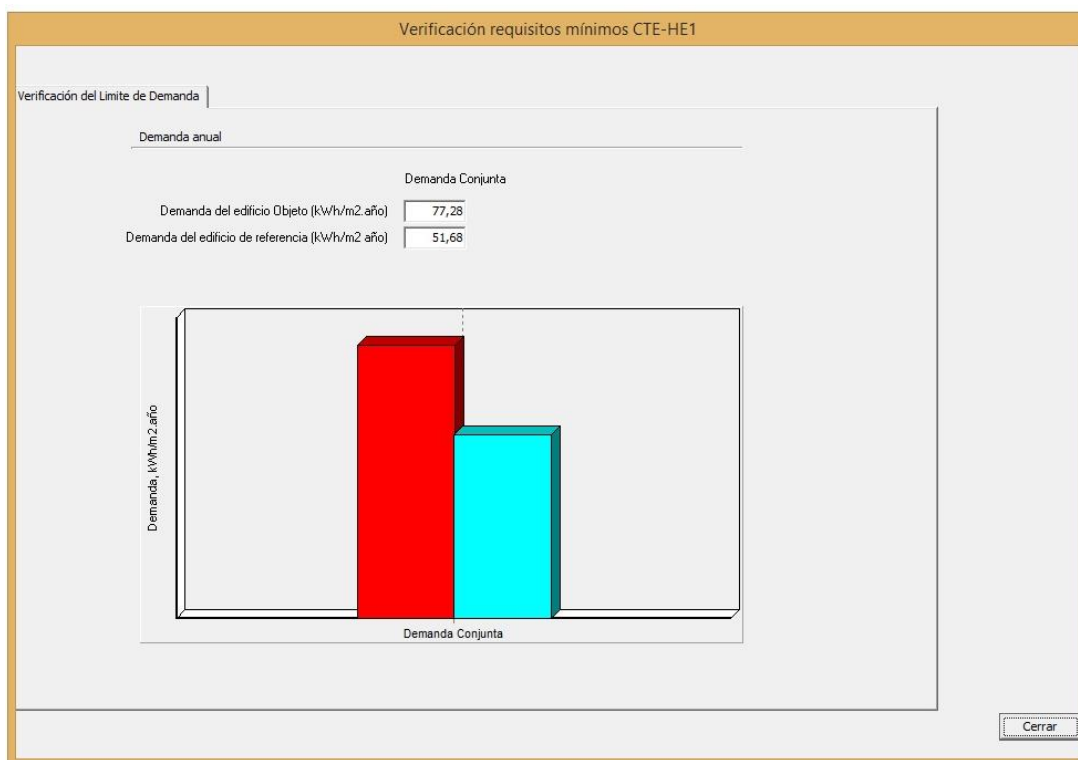 Verificación requisitos mínimos CTE-HE1
Verificación del Limite de Demanda
Demanda anual
Demanda Conjunta
Demanda del edificio Objeto (kWh/m2.año) 77,28
Demanda del edificio de referencia (kWh/m2 año) 51,68
Demanda, kWh/m2.año
Demanda Conjunta
Cerrar